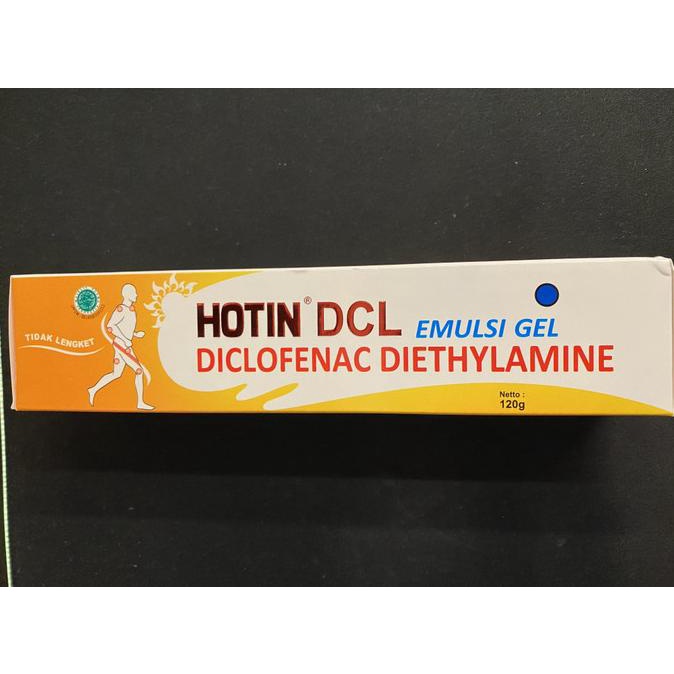 TIDAK LENGKET
HOTIN® DCL EMULSI GEL
DICLOFENAC DIETHYLAMINE
Netto :
120g